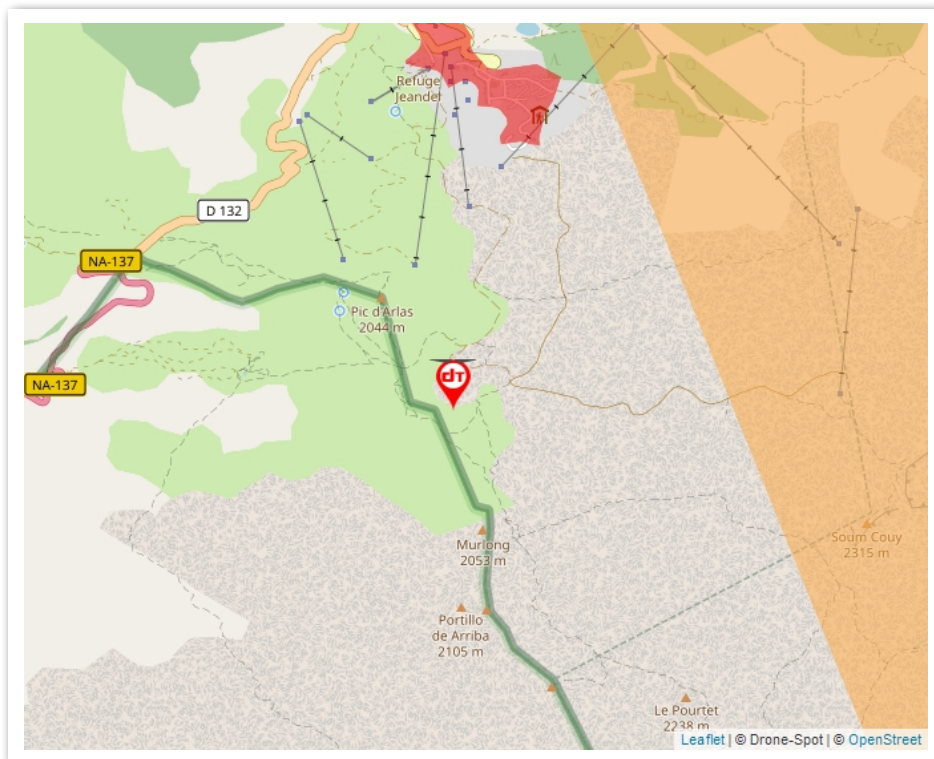 Refuge
Jeandel
D 132
NA-137
Pic d'Arlas
2044 m
dT
NA-137
Soum Couy
2315 m
Murlong
2053 m
Portillo
de Arriba
2105 m
Le Pourtet
2238 m
Leaflet | © Drone-Spot | © OpenStreet